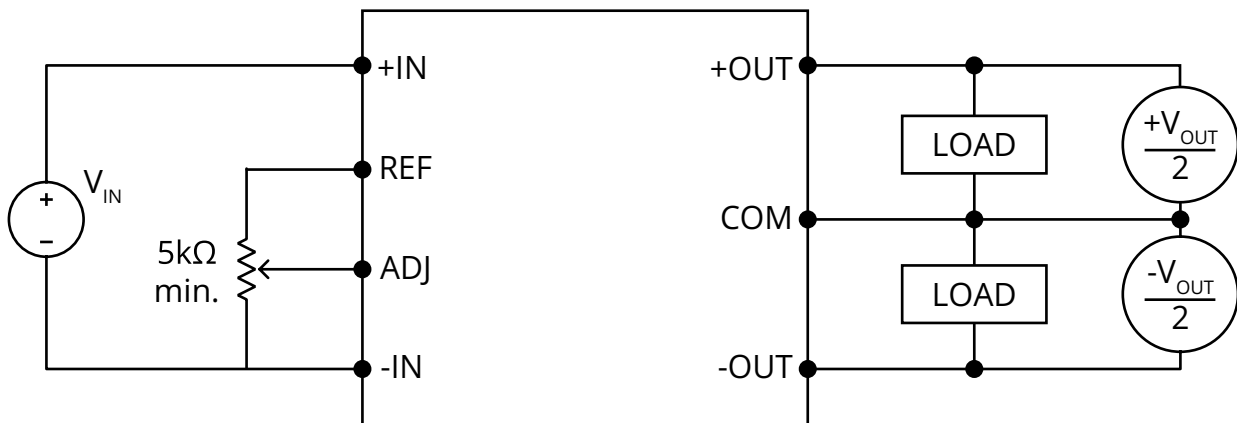 +IN
+OUT
LOAD
+V_OUT
2
REF
V_IN
+
−
COM
5kΩ
min.
ADJ
LOAD
-V_OUT
2
-IN
-OUT